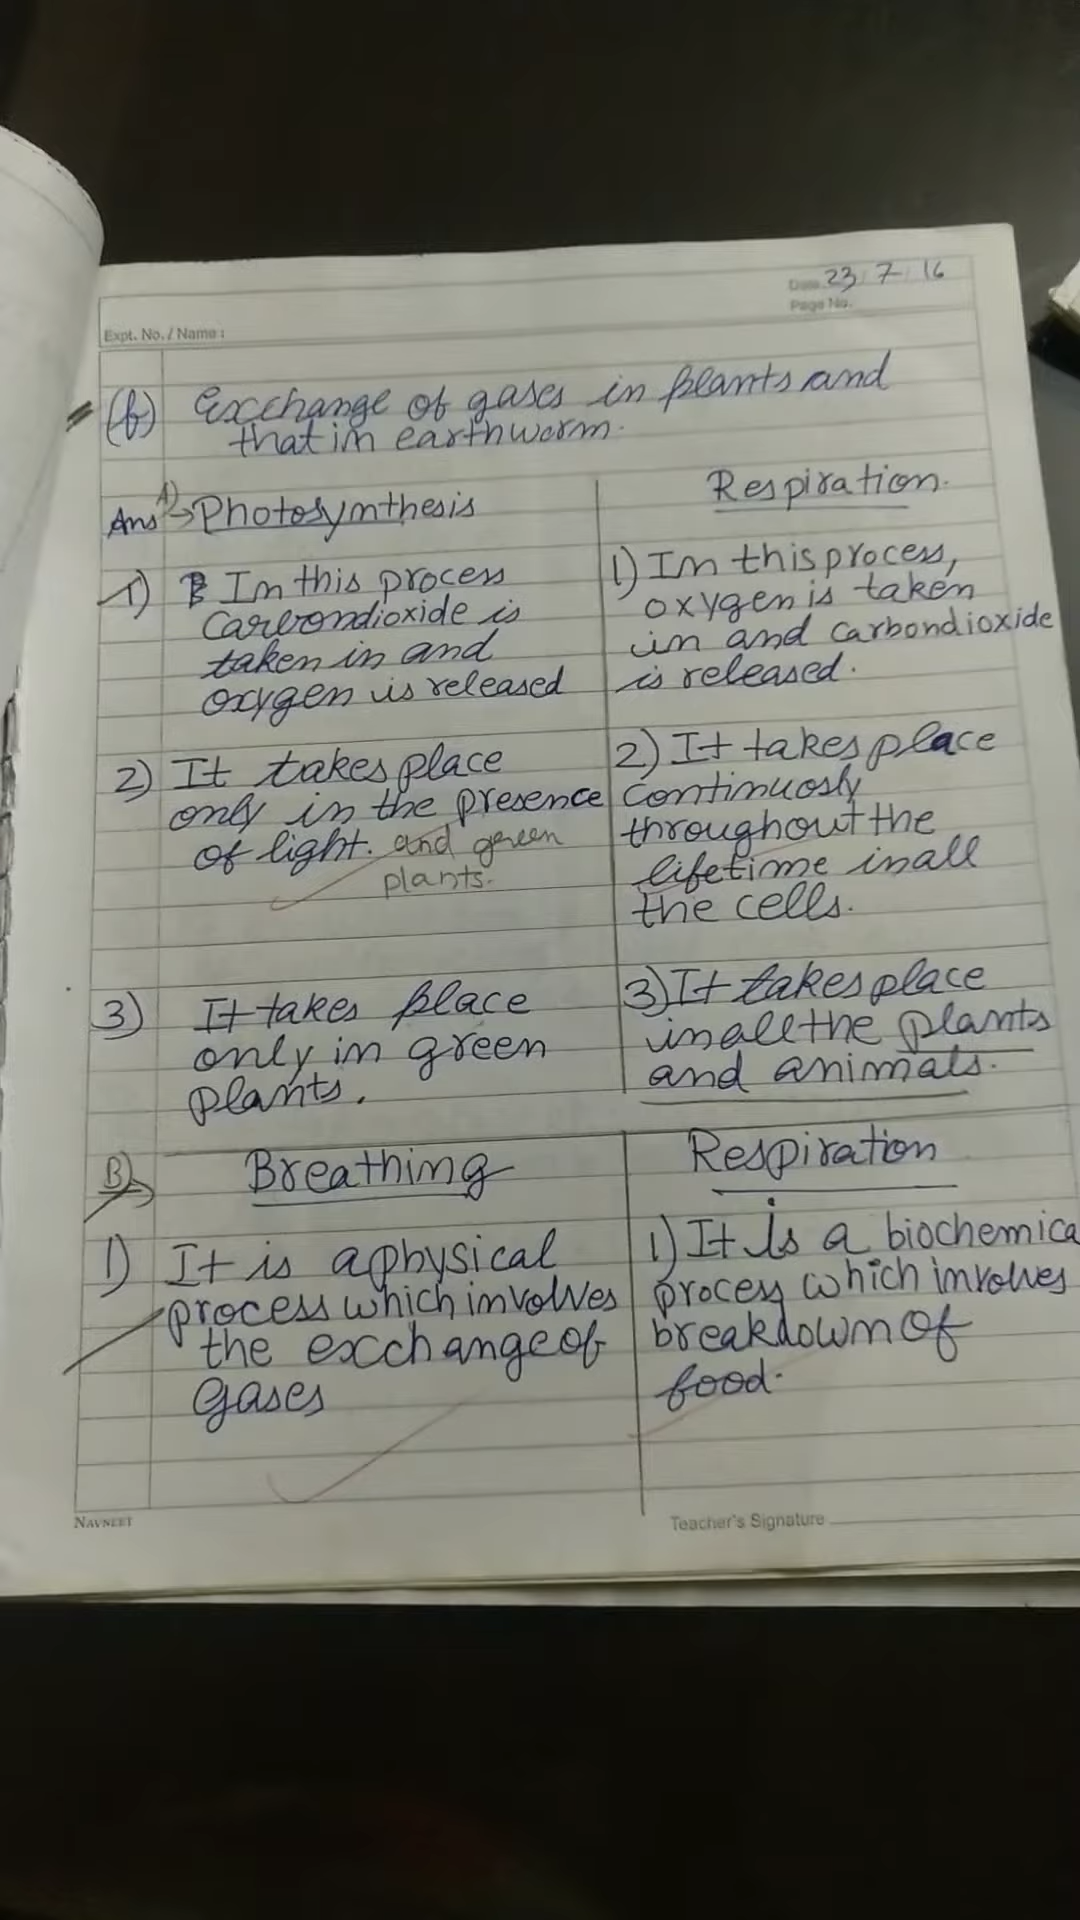 Date 23/7/16
Page No.
Expt. No. / Name :
(f) Exchange of gases in plants and
that in earthworm.
Ans A)→ Photosynthesis
1) In this process
Carbondioxide is
taken in and
oxygen is released
2) It takes place
only in the presence
of light. and green
plants.
3) It takes place
only in green
plants.
Respiration.
1) In this process,
oxygen is taken
in and carbondioxide
is released.
2) It takes place
continuosly
throughout the
lifetime in all
the cells.
3) It takes place
in all the plants
and animals.
B)→ Breathing
1) It is a physical
process which involves
the exchange of
gases
Respiration
1) It is a biochemica
process which involves
breakdown of
food.
NAVNEET
Teacher's Signature